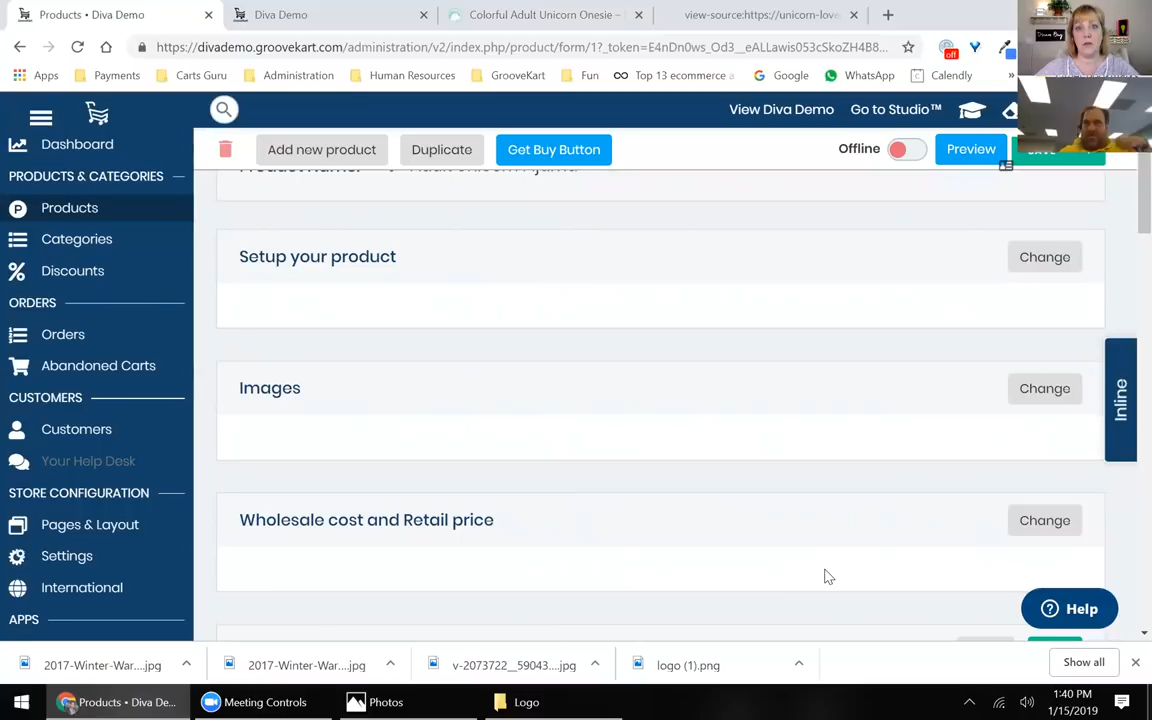 Products • Diva Demo
Diva Demo
Colorful Adult Unicorn Onesie –
view-source:https://unicorn-love
https://divademo.groovekart.com/administration/v2/index.php/product/form/1?_token=E4nDn0ws_Od3__eALLawis053cSkoZH4B8...
off
Apps
Payments
Carts Guru
Administration
Human Resources
GrooveKart
Fun
Top 13 ecommerce a
Google
WhatsApp
Calendly
»
View Diva Demo
Go to Studio™
Add new product
Duplicate
Get Buy Button
Offline
Preview
Dashboard
PRODUCTS & CATEGORIES
Products
Categories
Discounts
ORDERS
Orders
Abandoned Carts
CUSTOMERS
Customers
Your Help Desk
STORE CONFIGURATION
Pages & Layout
Settings
International
APPS
Setup your product
Change
Images
Change
Wholesale cost and Retail price
Change
Inline
Help
2017-Winter-War....jpg
2017-Winter-War....jpg
v-2073722__59043....jpg
logo (1).png
Show all
Products • Diva De...
Meeting Controls
Photos
Logo
1:40 PM
1/15/2019